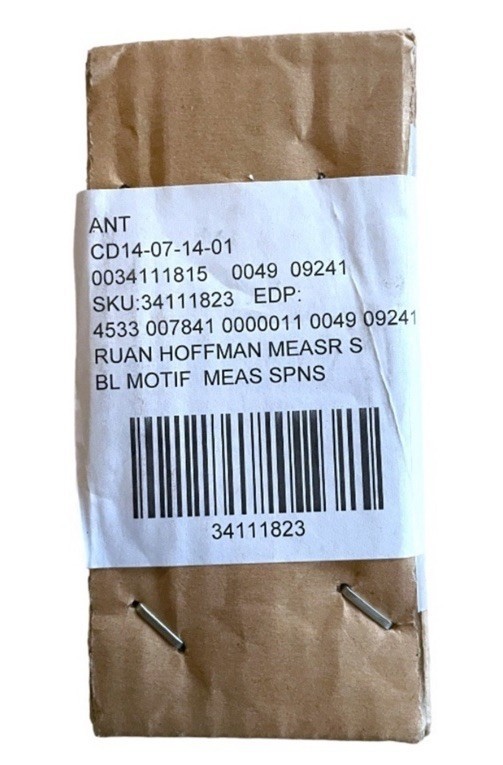 ANT
CD14-07-14-01
0034111815 0049 09241
SKU:34111823 EDP:
4533 007841 0000011 0049 09241
RUAN HOFFMAN MEASR S
BL MOTIF MEAS SPNS
34111823